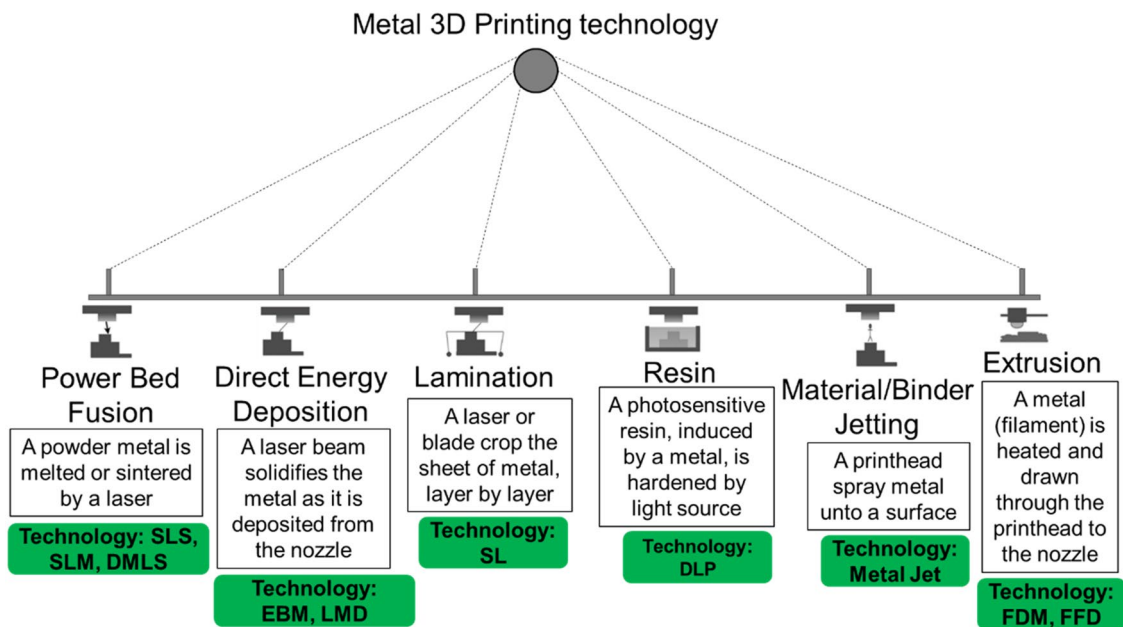 Metal 3D Printing technology
Power Bed
Fusion
A powder metal is
melted or sintered
by a laser
Technology: SLS,
SLM, DMLS
Direct Energy
Deposition
A laser beam
solidifies the
metal as it is
deposited from
the nozzle
Technology:
EBM, LMD
Lamination
A laser or
blade crop the
sheet of metal,
layer by layer
Technology:
SL
Resin
A photosensitive
resin, induced
by a metal, is
hardened by
light source
Technology:
DLP
Material/Binder
Jetting
A printhead
spray metal
unto a surface
Technology:
Metal Jet
Extrusion
A metal
(filament) is
heated and
drawn
through the
printhead to
the nozzle
Technology:
FDM, FFD